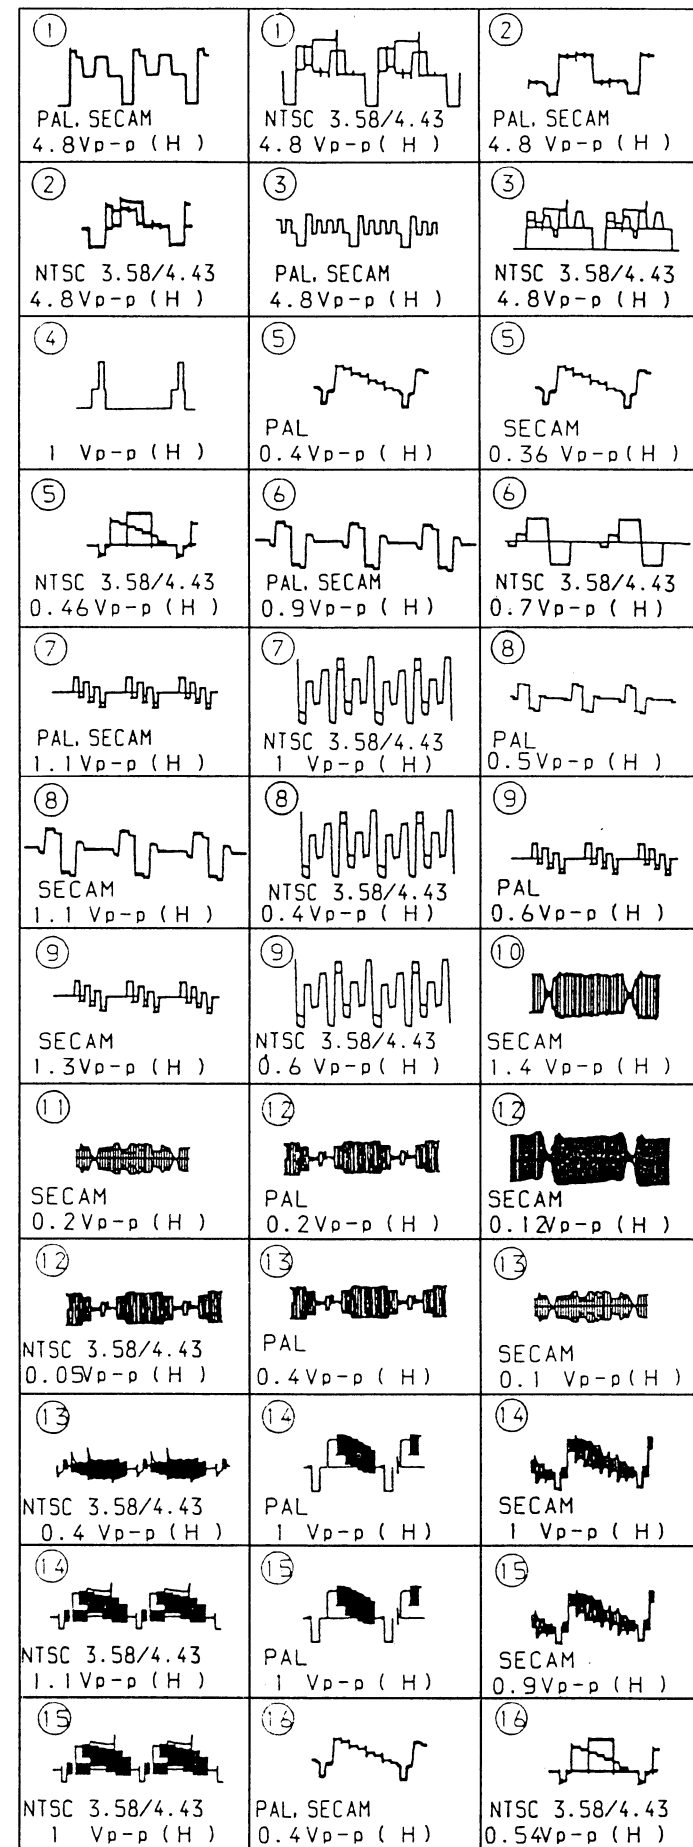 ①
PAL. SECAM
4.8Vp-p (H )
①
NTSC 3.58/4.43
4.8 Vp-p( H )
②
PAL. SECAM
4.8 Vp-p ( H )
②
NTSC 3.58/4.43
4.8Vp-p ( H )
③
PAL. SECAM
4.8Vp-p ( H )
③
NTSC 3.58/4.43
4.8Vp-p ( H )
④
1 Vp-p ( H )
⑤
PAL
0.4Vp-p ( H )
⑤
SECAM
0.36 Vp-p(H )
⑤
NTSC 3.58/4.43
0.46Vp-p ( H )
⑥
PAL. SECAM
0.9Vp-p ( H )
⑥
NTSC 3.58/4.43
0.7Vp-p ( H )
⑦
PAL. SECAM
1.1Vp-p ( H )
⑦
NTSC 3.58/4.43
1 Vp-p ( H )
⑧
PAL
0.5Vp-p ( H )
⑧
SECAM
1.1 Vp-p ( H )
⑧
NTSC 3.58/4.43
0.4Vp-p ( H )
⑨
PAL
0.6Vp-p ( H )
⑨
SECAM
1.3Vp-p ( H )
⑨
NTSC 3.58/4.43
0.6 Vp-p ( H )
⑩
SECAM
1.4 Vp-p ( H )
⑪
SECAM
0.2Vp-p ( H )
⑫
PAL
0.2Vp-p ( H )
⑫
SECAM
0.12Vp-p ( H )
⑫
NTSC 3.58/4.43
0.05Vp-p ( H )
⑬
PAL
0.4Vp-p ( H )
⑬
SECAM
0.1 Vp-p(H )
⑬
NTSC 3.58/4.43
0.4 Vp-p ( H )
⑭
PAL
1 Vp-p ( H)
⑭
SECAM
1 Vp-p ( H )
⑭
NTSC 3.58/4.43
1.1Vp-p ( H )
⑮
PAL
1 Vp-p ( H )
⑮
SECAM
0.9Vp-p ( H )
⑮
NTSC 3.58/4.43
1 Vp-p ( H )
⑯
PAL. SECAM
0.4Vp-p ( H )
⑯
NTSC 3.58/4.43
0.54Vp-p ( H )